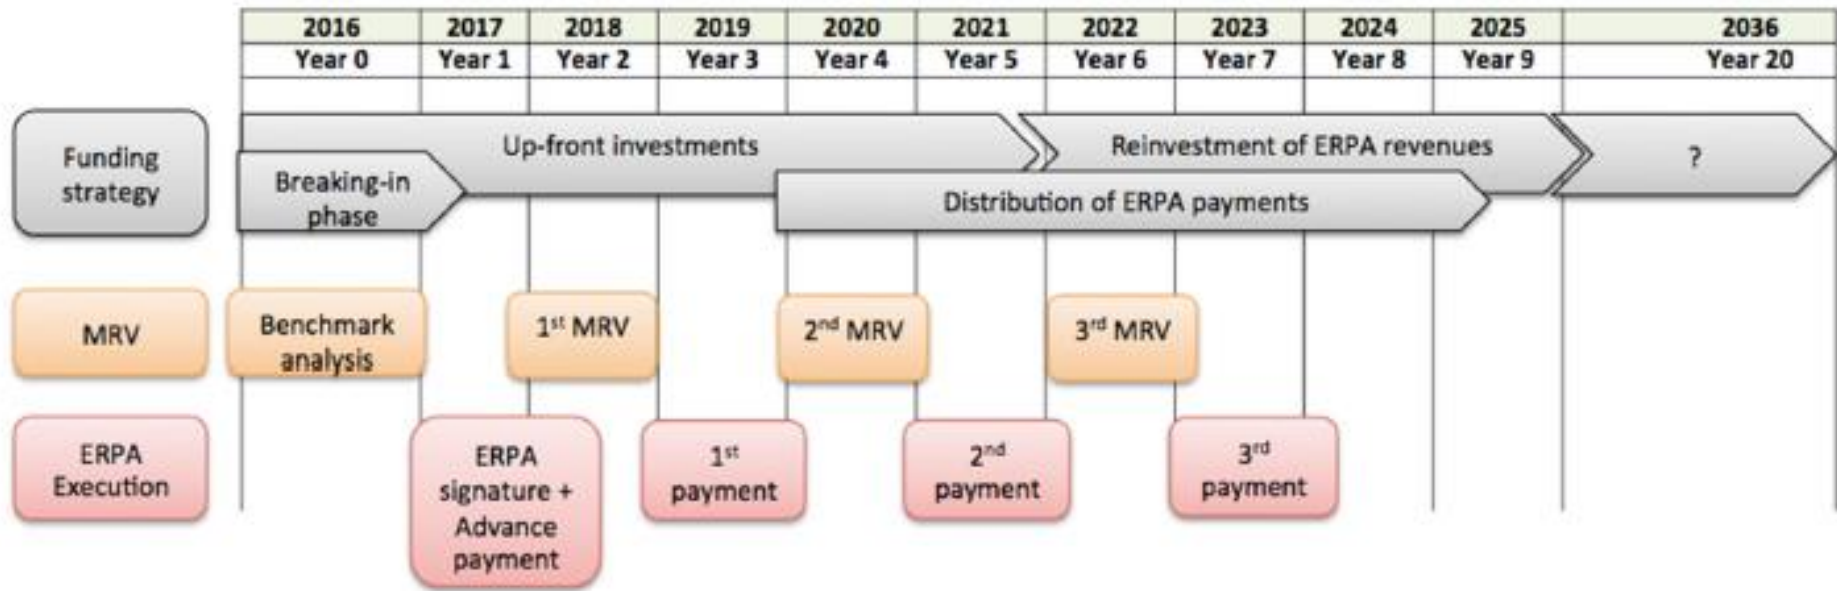 2016 2017 2018 2019 2020 2021 2022 2023 2024 2025 2036
Year 0 Year 1 Year 2 Year 3 Year 4 Year 5 Year 6 Year 7 Year 8 Year 9 Year 20
Funding
strategy
Up-front investments
Reinvestment of ERPA revenues
?
Breaking-in
phase
Distribution of ERPA payments
MRV
Benchmark
analysis
1st MRV
2nd MRV
3rd MRV
ERPA
Execution
ERPA
signature +
Advance
payment
1st
payment
2nd
payment
3rd
payment